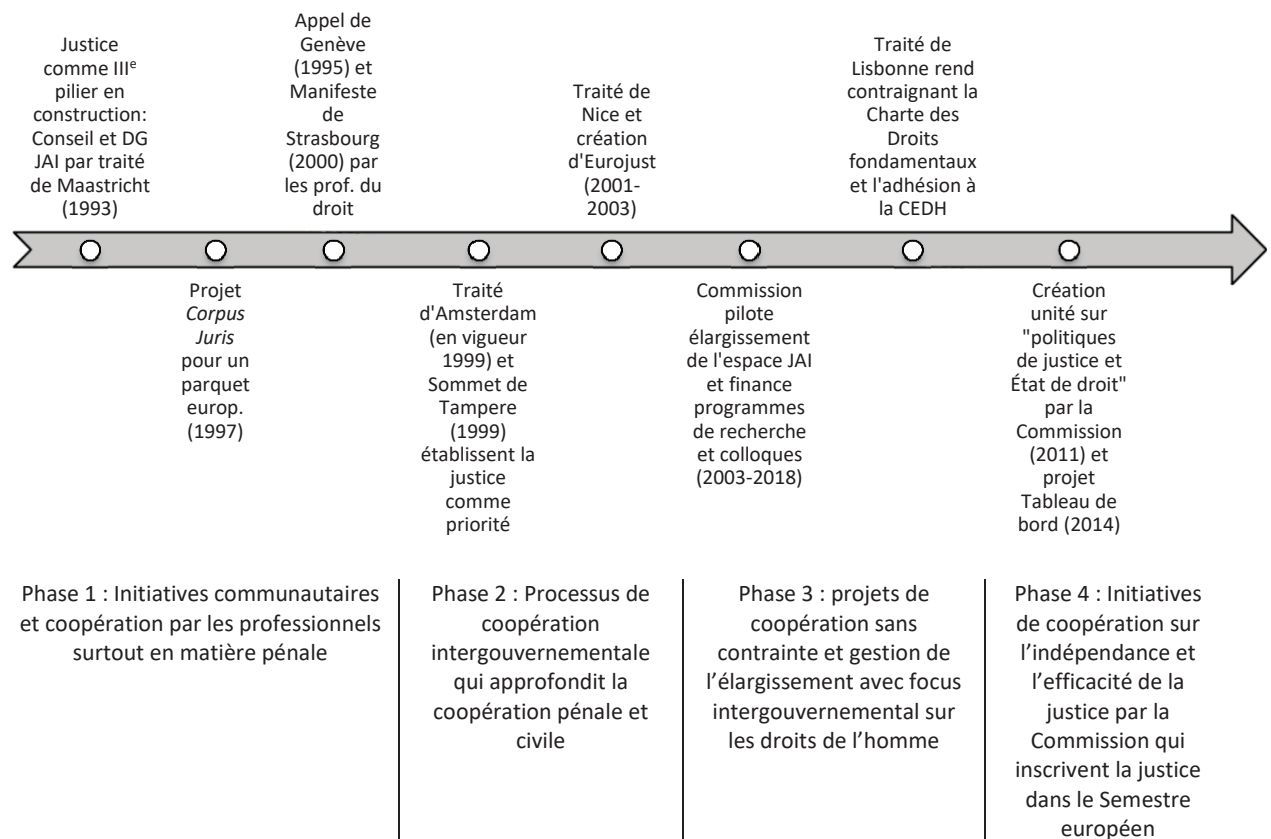 Justice
comme IIIᵉ
pilier en
construction:
Conseil et DG
JAI par traité
de Maastricht
(1993)
Appel de
Genève
(1995) et
Manifeste
de
Strasbourg
(2000) par
les prof. du
droit
Traité de
Nice et
création
d'Eurojust
(2001-
2003)
Traité de
Lisbonne rend
contraignant la
Charte des
Droits
fondamentaux
et l'adhésion à
la CEDH
Projet
Corpus
Juris
pour un
parquet
europ.
(1997)
Traité
d'Amsterdam
(en vigueur
1999) et
Sommet de
Tampere
(1999)
établissent la
justice
comme
priorité
Commission
pilote
élargissement
de l'espace JAI
et finance
programmes
de recherche
et colloques
(2003-2018)
Création
unité sur
"politiques
de justice et
État de droit"
par la
Commission
(2011) et
projet
Tableau de
bord (2014)
Phase 1 : Initiatives communautaires
et coopération par les professionnels
surtout en matière pénale
Phase 2 : Processus de
coopération
intergouvernementale
qui approfondit la
coopération pénale et
civile
Phase 3 : projets de
coopération sans
contrainte et gestion de
l’élargissement avec focus
intergouvernemental sur
les droits de l’homme
Phase 4 : Initiatives
de coopération sur
l’indépendance et
l’efficacité de la
justice par la
Commission qui
inscrivent la justice
dans le Semestre
européen